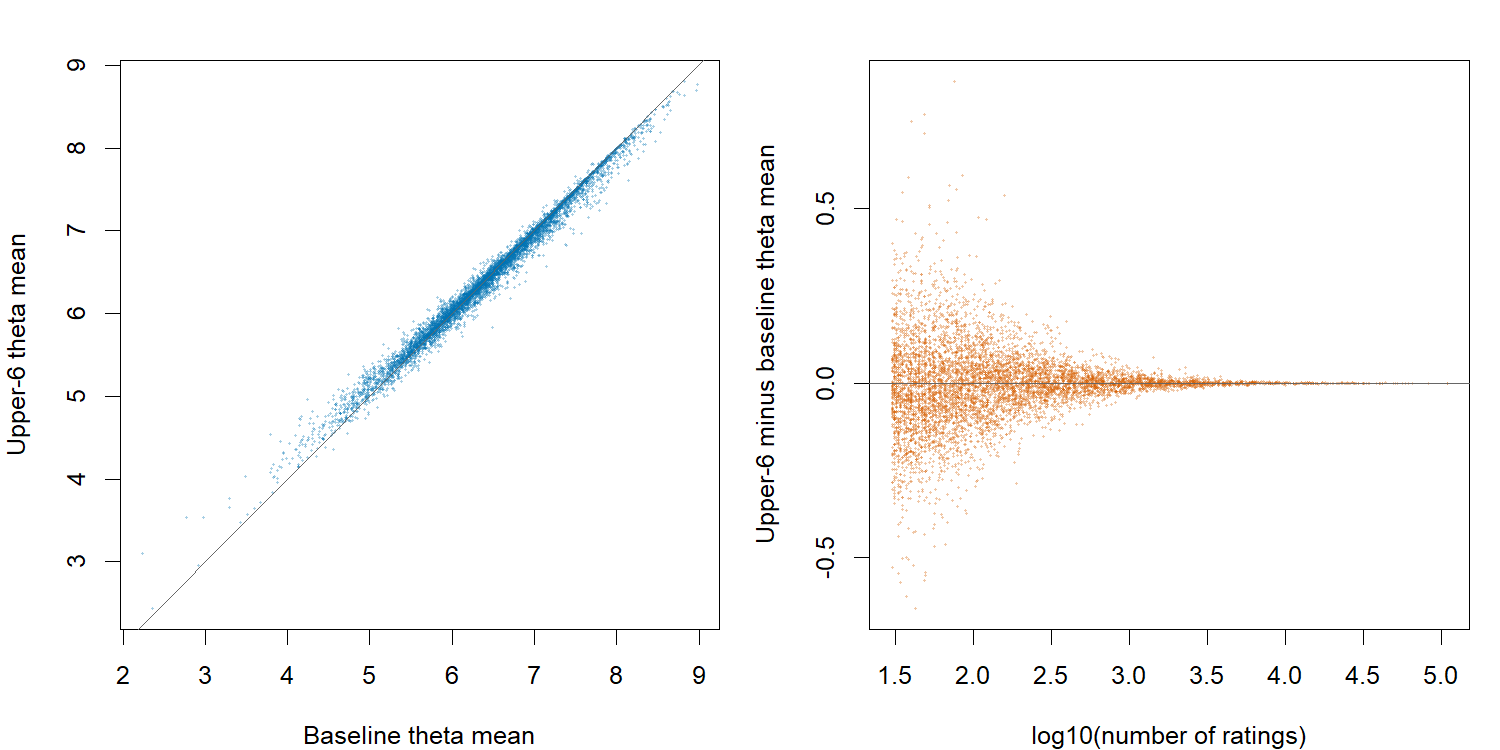 Upper-6 theta mean
9
8
7
6
5
4
3
2 3 4 5 6 7 8 9
Baseline theta mean
Upper-6 minus baseline theta mean
0.5
0.0
-0.5
1.5 2.0 2.5 3.0 3.5 4.0 4.5 5.0
log10(number of ratings)